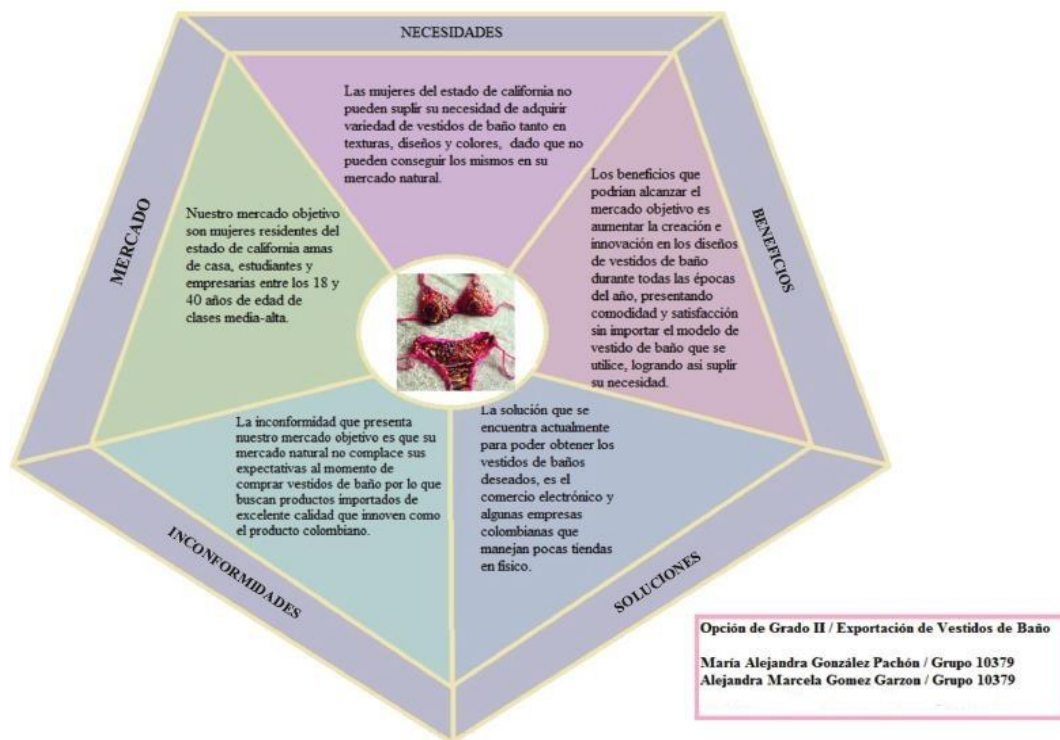 NECESIDADES
Las mujeres del estado de california no
pueden suplir su necesidad de adquirir
variedad de vestidos de baño tanto en
texturas, diseños y colores, dado que no
pueden conseguir los mismos en su
mercado natural.
BENEFICIOS
Los beneficios que
podrían alcanzar el
mercado objetivo es
aumentar la creación e
innovación en los diseños
de vestidos de baño
durante todas las épocas
del año, presentando
comodidad y satisfacción
sin importar el modelo de
vestido de baño que se
utilice, logrando asi suplir
su necesidad.
MERCADO
Nuestro mercado objetivo
son mujeres residentes del
estado de california amas
de casa, estudiantes y
empresarias entre los 18 y
40 años de edad de
clases media-alta.
INCONFORMIDADES
La inconformidad que presenta
nuestro mercado objetivo es que su
mercado natural no complace sus
expectativas al momento de
comprar vestidos de baño por lo que
buscan productos importados de
excelente calidad que innoven como
el producto colombiano.
SOLUCIONES
La solución que se
encuentra actualmente
para poder obtener los
vestidos de baños
deseados, es el
comercio electrónico y
algunas empresas
colombianas que
manejan pocas tiendas
en fisico.
Opción de Grado II / Exportación de Vestidos de Baño
María Alejandra González Pachón / Grupo 10379
Alejandra Marcela Gomez Garzon / Grupo 10379